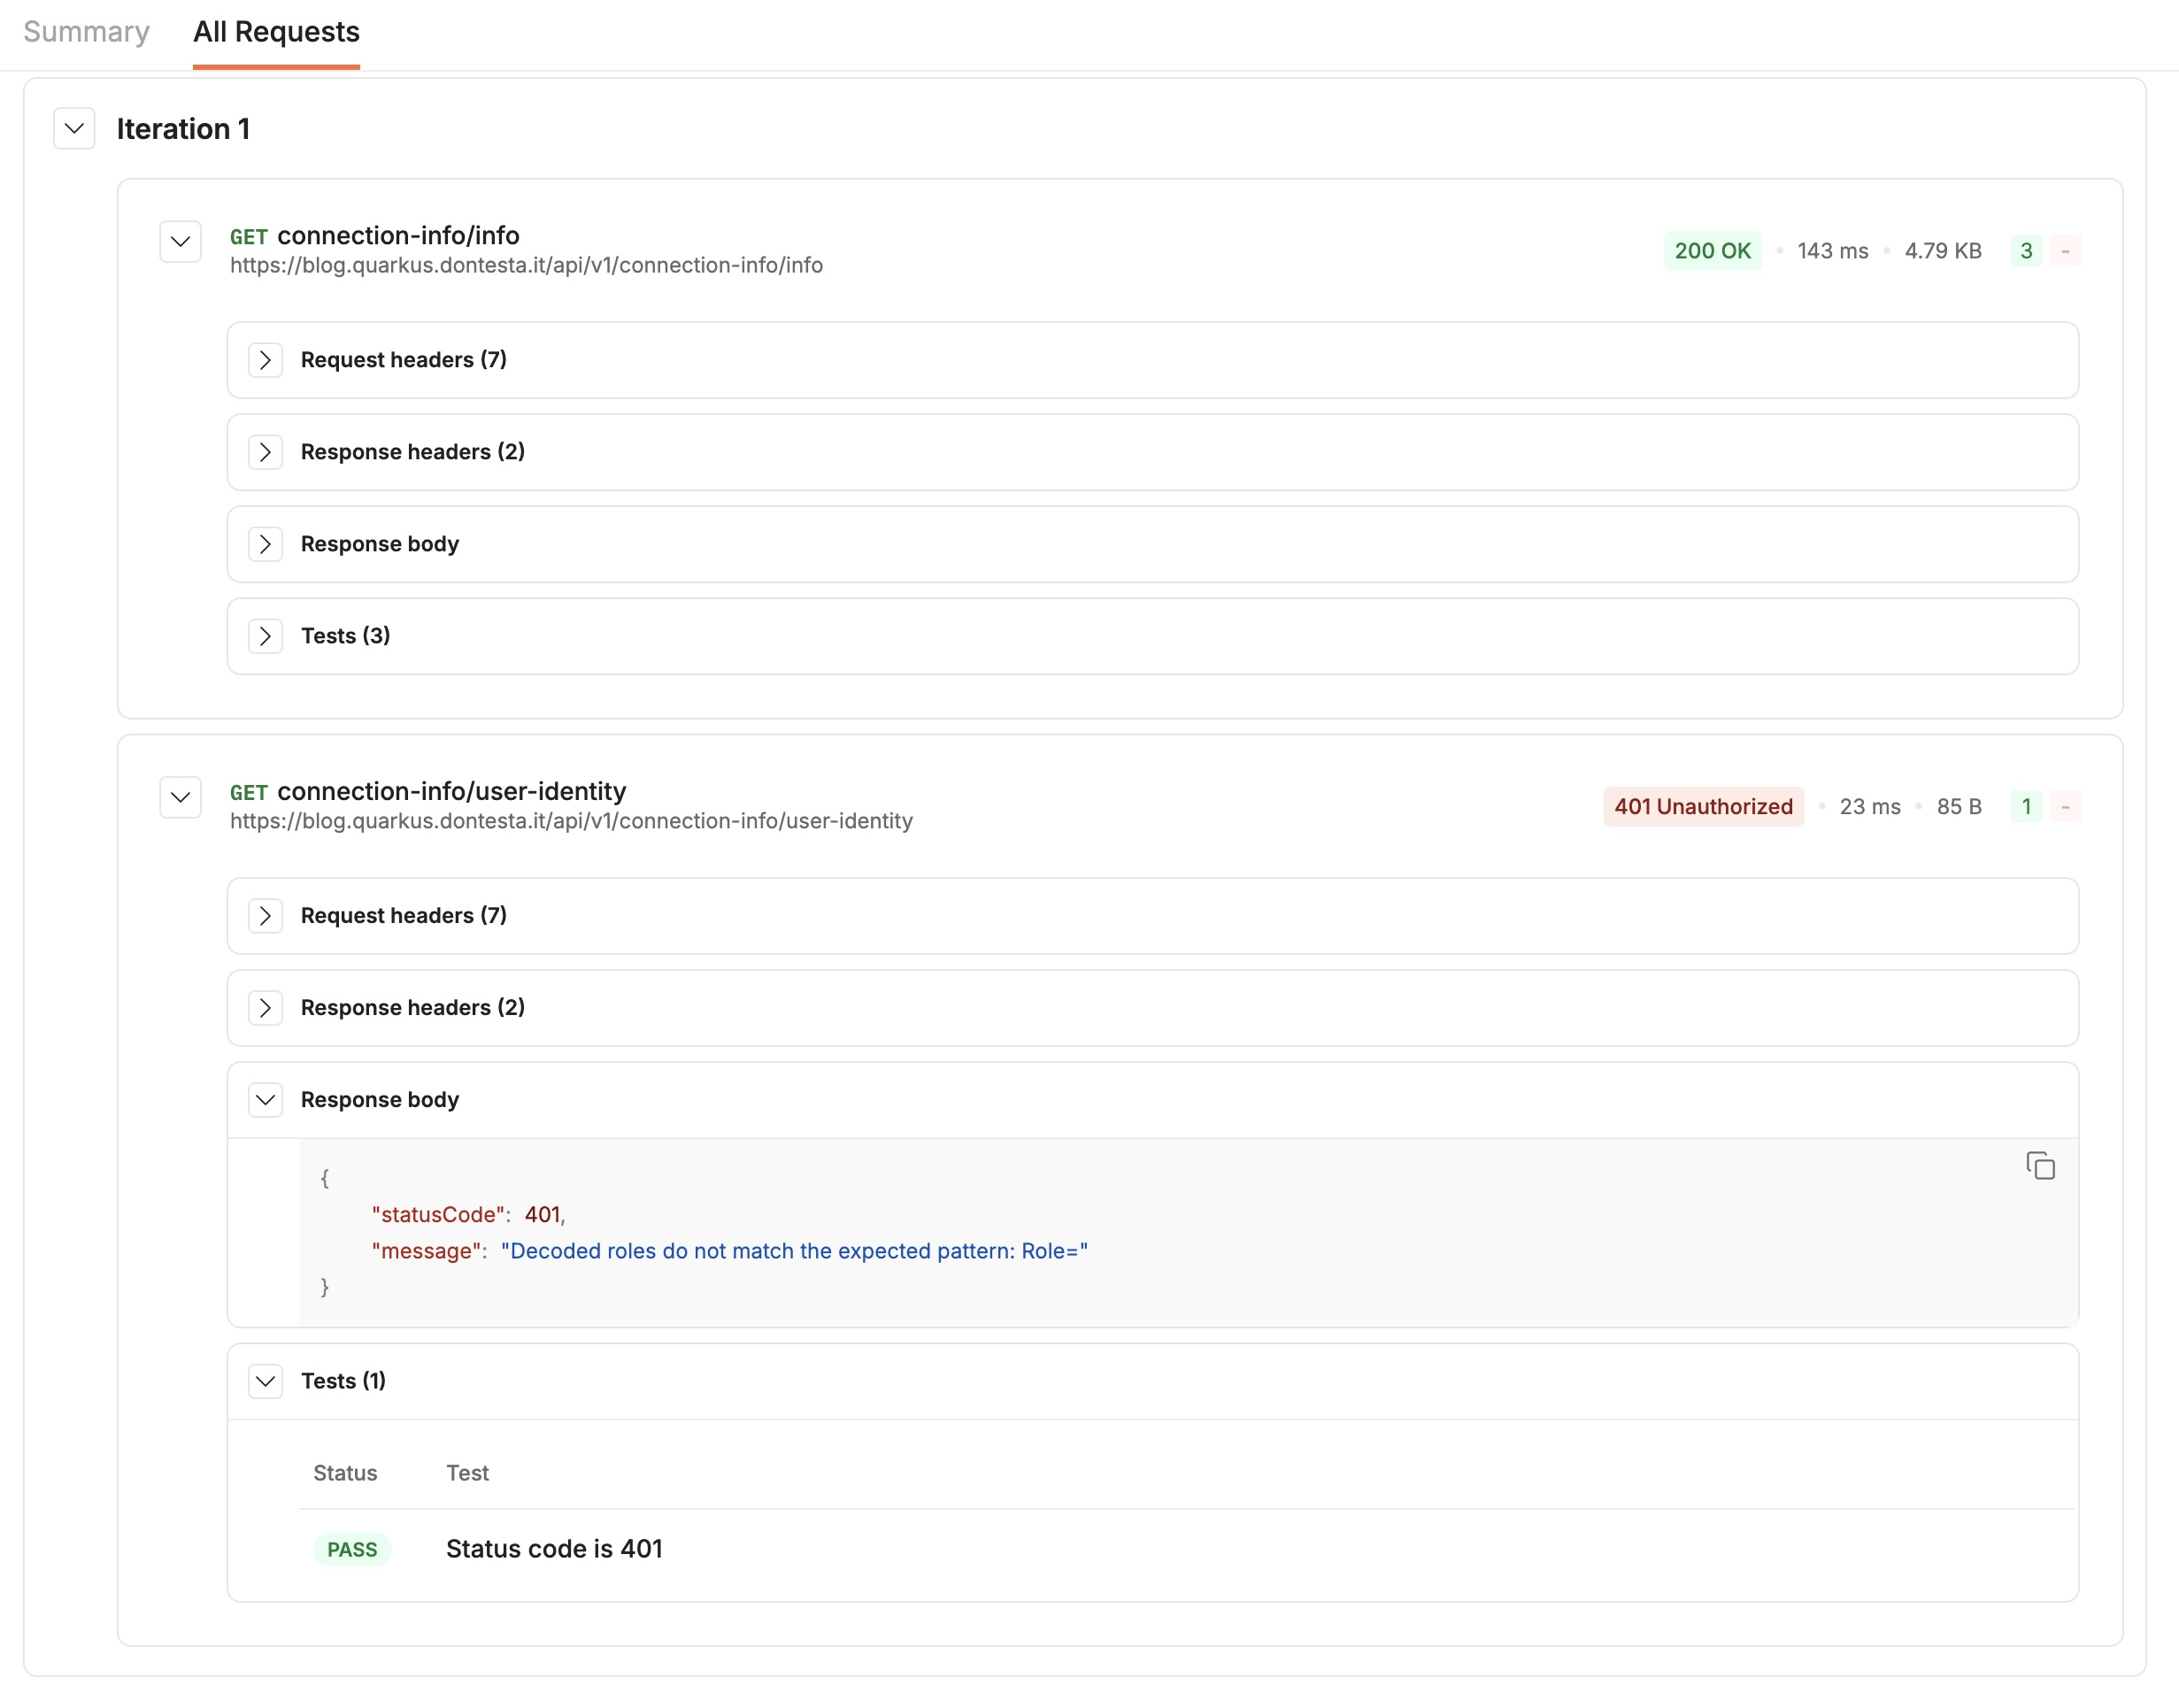 Summary All Requests
Iteration 1
GET connection-info/info
https://blog.quarkus.dontesta.it/api/v1/connection-info/info
200 OK • 143 ms • 4.79 KB 3 -
Request headers (7)
Response headers (2)
Response body
Tests (3)
GET connection-info/user-identity
https://blog.quarkus.dontesta.it/api/v1/connection-info/user-identity
401 Unauthorized • 23 ms • 85 B 1 -
Request headers (7)
Response headers (2)
Response body
{
"statusCode": 401,
"message": "Decoded roles do not match the expected pattern: Role="
}
Tests (1)
Status Test
PASS Status code is 401